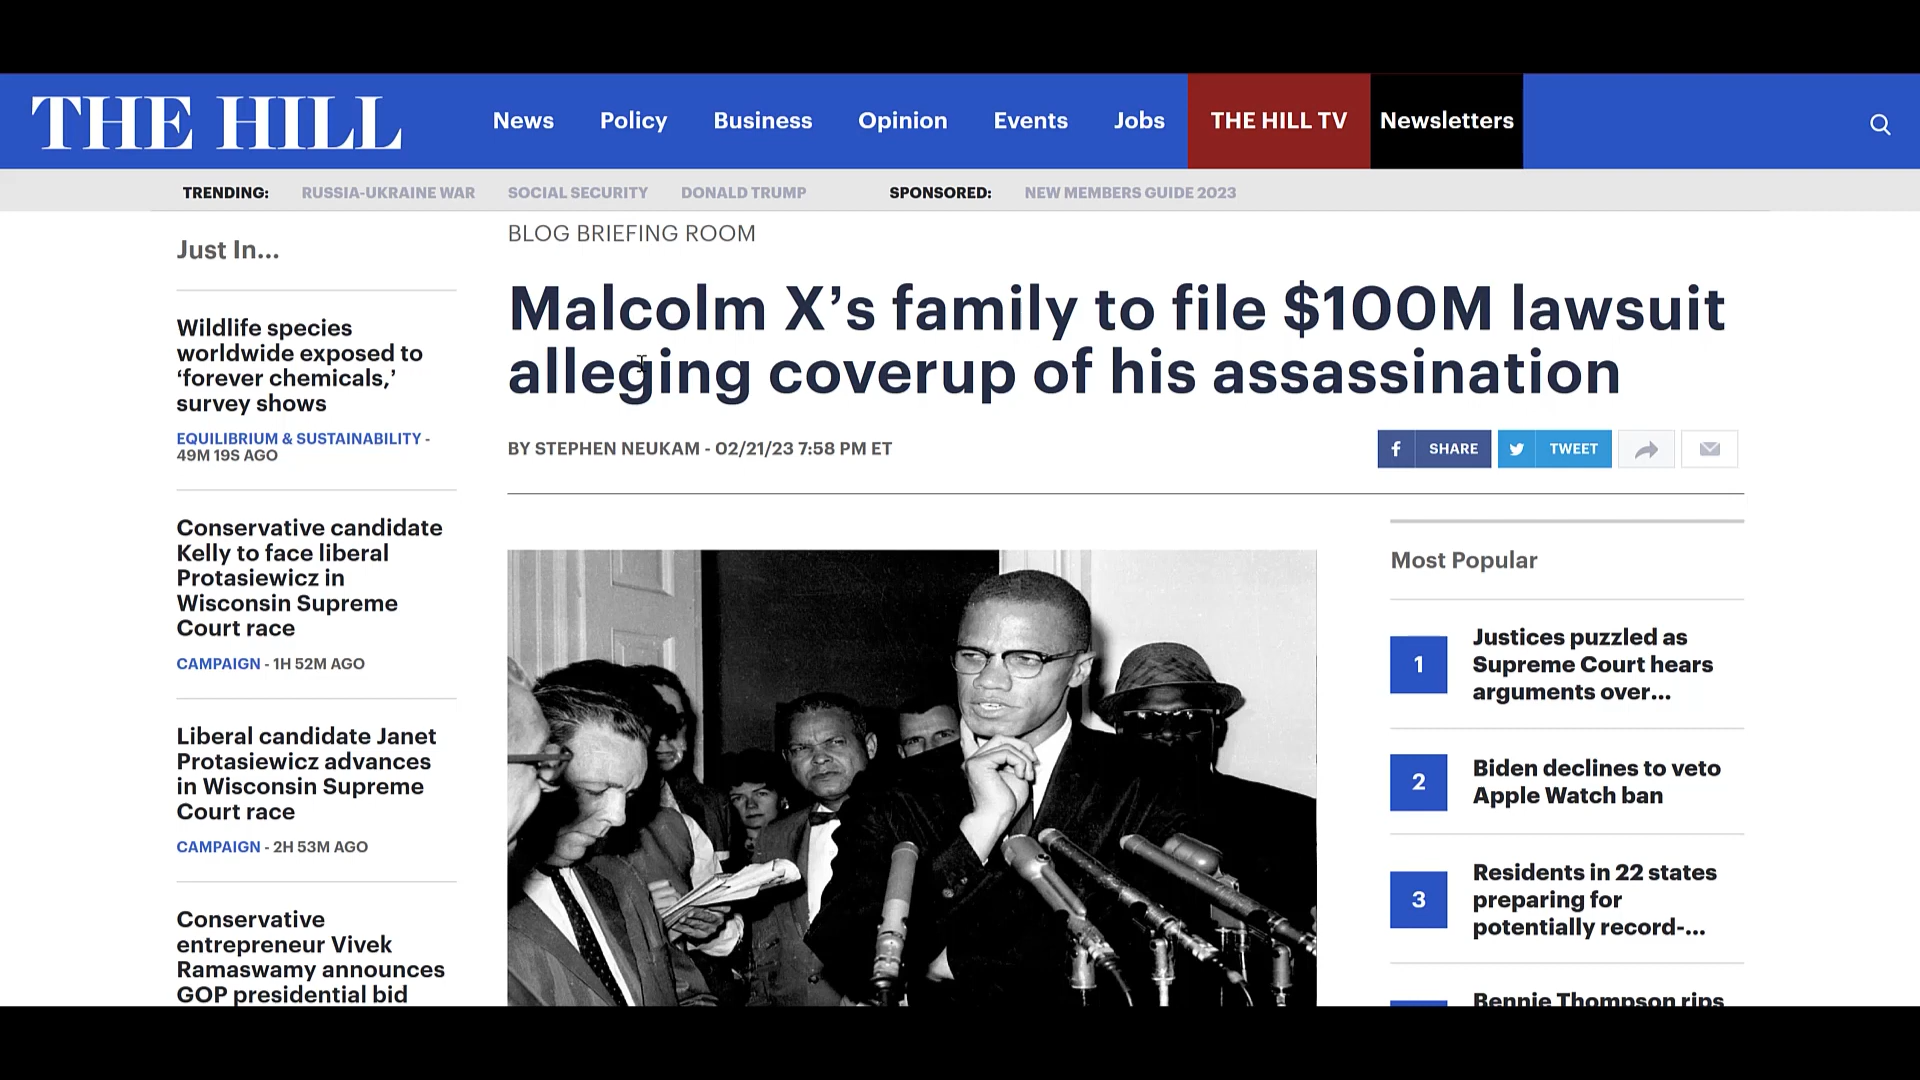 THE HILL
News Policy Business Opinion Events Jobs THE HILL TV Newsletters
TRENDING: RUSSIA-UKRAINE WAR SOCIAL SECURITY DONALD TRUMP SPONSORED: NEW MEMBERS GUIDE 2023
Just In...
Wildlife species
worldwide exposed to
‘forever chemicals,’
survey shows
EQUILIBRIUM & SUSTAINABILITY -
49M 19S AGO
Conservative candidate
Kelly to face liberal
Protasiewicz in
Wisconsin Supreme
Court race
CAMPAIGN - 1H 52M AGO
Liberal candidate Janet
Protasiewicz advances
in Wisconsin Supreme
Court race
CAMPAIGN - 2H 53M AGO
Conservative
entrepreneur Vivek
Ramaswamy announces
GOP presidential bid
BLOG BRIEFING ROOM
Malcolm X’s family to file $100M lawsuit
alleging coverup of his assassination
BY STEPHEN NEUKAM - 02/21/23 7:58 PM ET
f SHARE TWEET
Most Popular
1
Justices puzzled as
Supreme Court hears
arguments over...
2
Biden declines to veto
Apple Watch ban
3
Residents in 22 states
preparing for
potentially record-...
Bennie Thompson rips